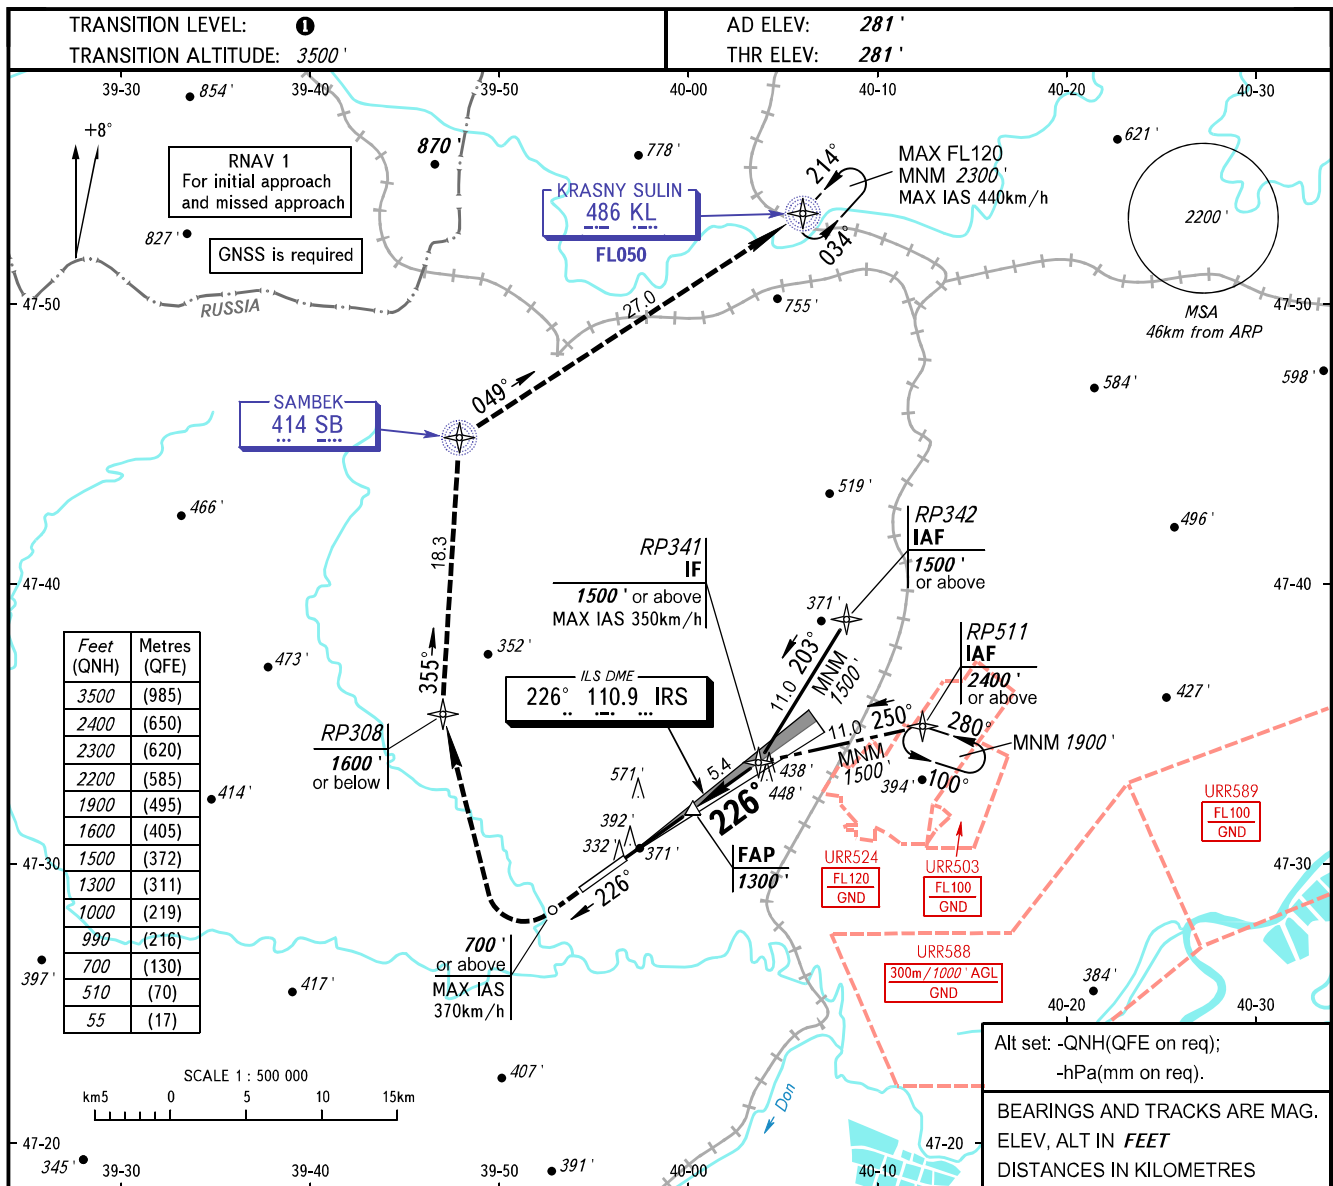 TRANSITION LEVEL: 1
TRANSITION ALTITUDE: 3500 '
AD ELEV: 281 '
THR ELEV: 281 '
39-30
39-40
39-50
40-00
40-10
40-20
40-30
854 '
+8°
RNAV 1
For initial approach
and missed approach
870 '
778 '
621 '
827 '
GNSS is required
KRASNY SULIN
486 KL
FL050
214°
034°
MAX FL120
MNM 2300 '
MAX IAS 440km/h
2200 '
MSA
46km from ARP
47-50
RUSSIA
27.0
755 '
47-50
598 '
584 '
049°
SAMBEK
414 SB
466 '
519 '
496 '
18.3
RP341
IF
1500 ' or above
MAX IAS 350km/h
RP342
IAF
1500 '
or above
47-40
47-40
371 '
203°
11.0
MNM
1500 '
RP511
IAF
2400 '
or above
Feet
(QNH)
Metres
(QFE)
3500 (985)
2400 (650)
2300 (620)
2200 (585)
1900 (495)
1600 (405)
1500 (372)
1300 (311)
1000 (219)
990 (216)
700 (130)
510 (70)
55 (17)
473 '
352 '
355°
ILS DME
226° 110.9 IRS
427 '
RP308
1600 '
or below
11.0
250°
280°
MNM 1900 '
MNM
1500 '
100°
394 '
5.4
438 '
448 '
226°
571 '
414 '
392 '
332 '
371 '
FAP
1300 '
226°
URR589
FL100
GND
URR524
FL120
GND
URR503
FL100
GND
47-30
47-30
700 '
or above
MAX IAS
370km/h
397 '
417 '
URR588
300m/1000 ' AGL
GND
384 '
40-20
40-30
407 '
SCALE 1 : 500 000
km5 0 5 10 15km
Don
Alt set: -QNH(QFE on req);
-hPa(mm on req).
BEARINGS AND TRACKS ARE MAG.
ELEV, ALT IN FEET
DISTANCES IN KILOMETRES
47-20
47-20
345 '
39-30
39-40
39-50
391 '
40-00
40-10